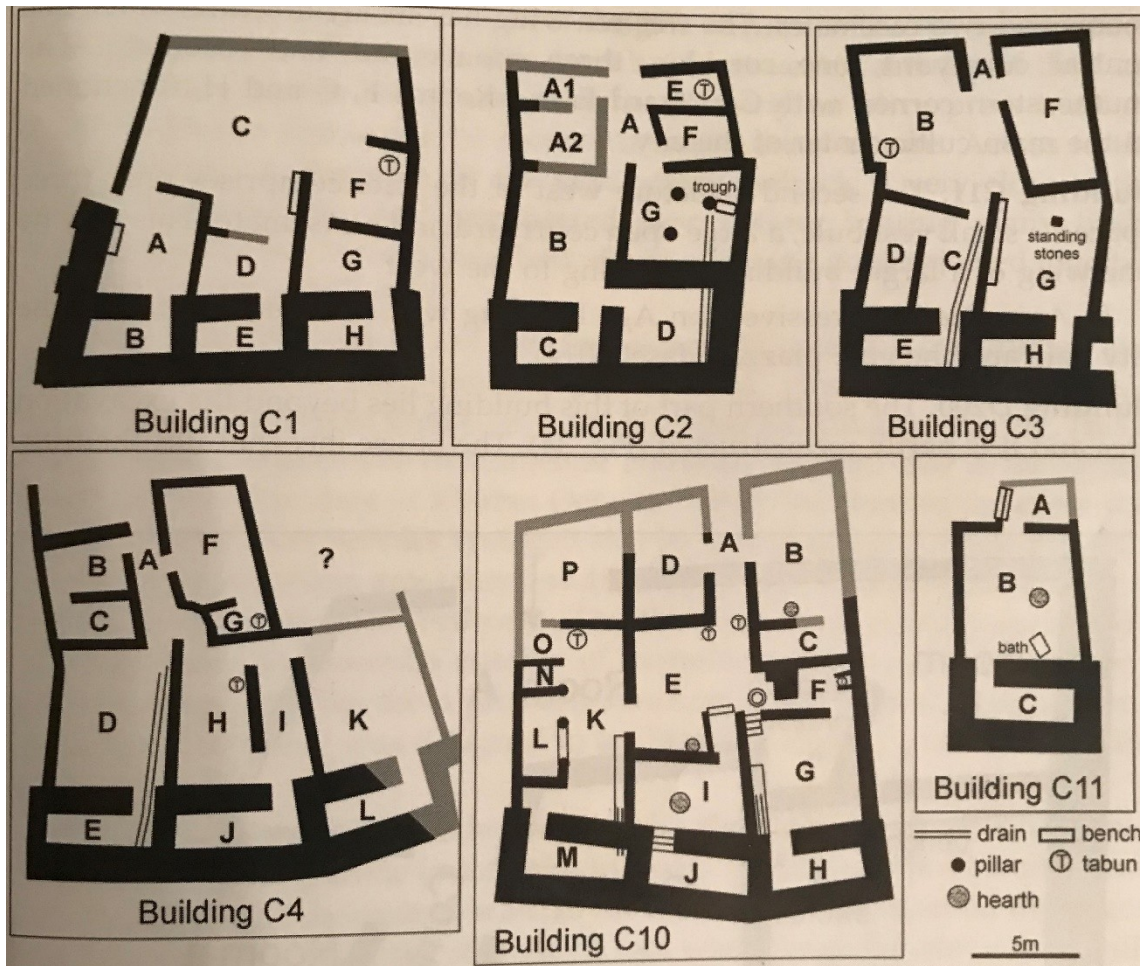 C
T
F
A
D
G
B
E
H
Building C1
A1
E T
A
A2
F
trough
G
B
C
D
Building C2
A
B
F
T
D
C
standing
stones
G
E
H
Building C3
F
B
A
?
C
G T
D
T
H
I
K
E
J
L
Building C4
A
P
D
B
O
T
T
T
C
N
E
F
T
K
L
G
I
M
J
H
Building C10
A
B
bath
C
Building C11
drain
bench
pillar
T tabun
hearth
5m